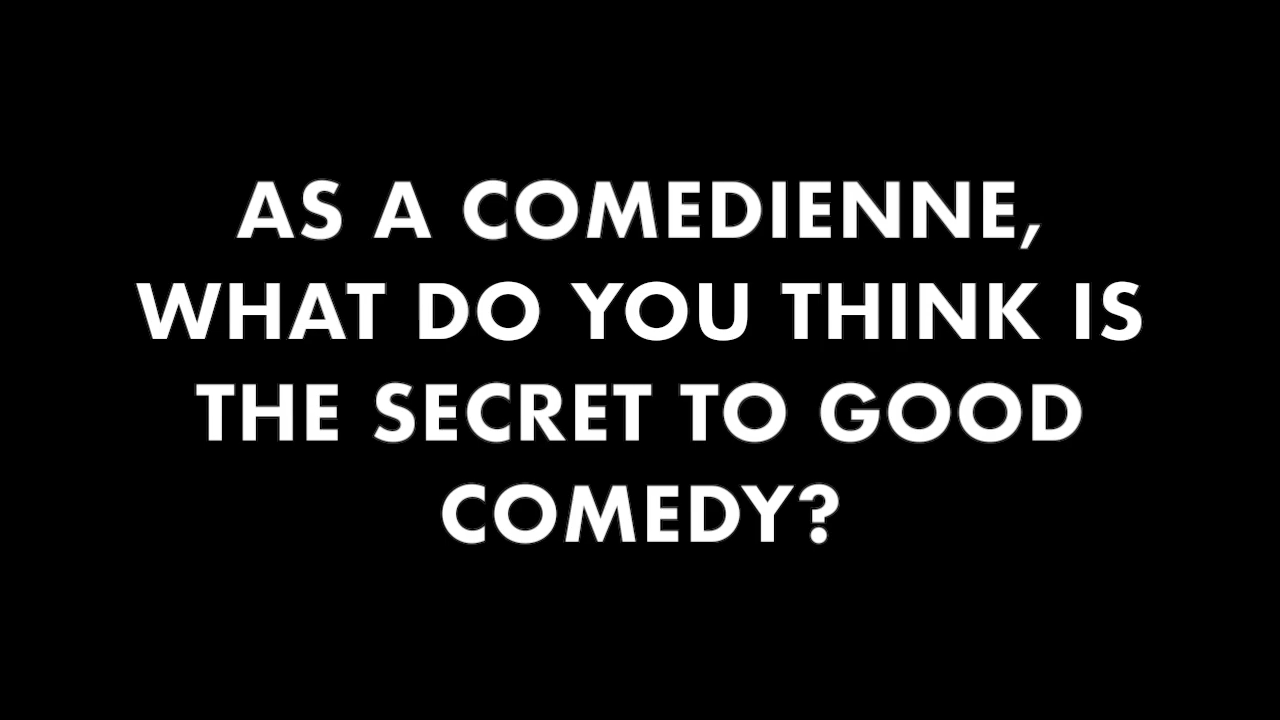 AS A COMEDIENNE,
WHAT DO YOU THINK IS
THE SECRET TO GOOD
COMEDY?